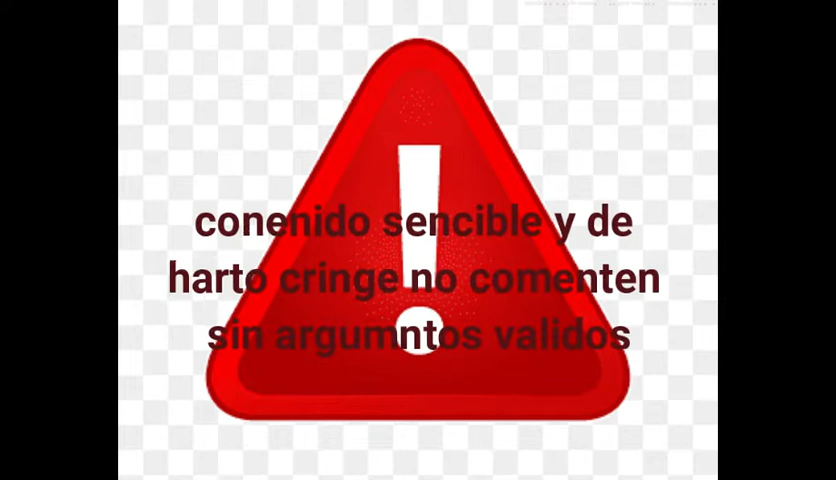 conenido sencible y de
harto cringe no comenten
sin argumntos validos